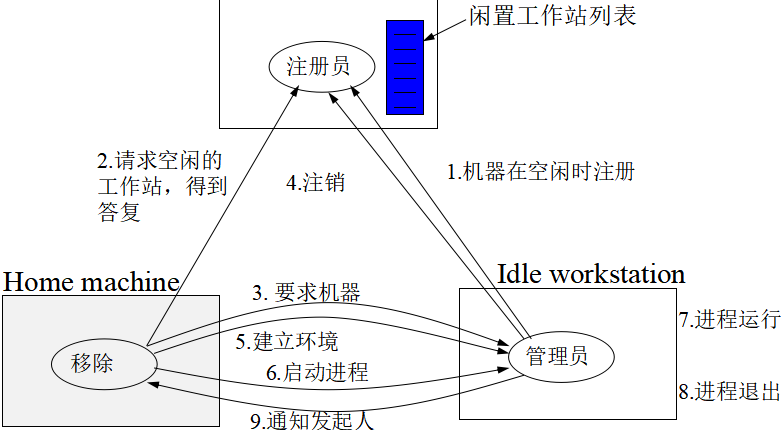 闲置工作站列表
注册员
2.请求空闲的
工作站，得到
答复
4.注销
1.机器在空闲时注册
Home machine
Idle workstation
3. 要求机器
5.建立环境
6.启动进程
9.通知发起人
移除
管理员
7.进程运行
8.进程退出